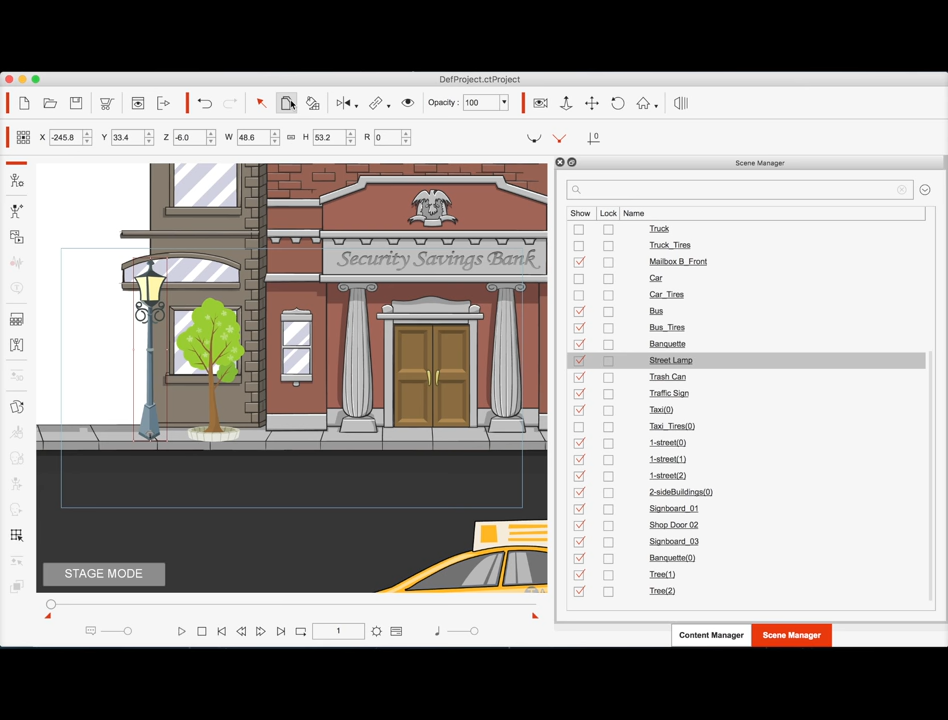 DefProject.ctProject
Opacity : 100
X -245.8 Y 33.4 Z -6.0 W 48.6 H 53.2 R 0
0
Scene Manager
Show Lock Name
Truck
Truck_Tires
Mailbox B_Front
Car
Car_Tires
Bus
Bus_Tires
Banquette
Street Lamp
Trash Can
Traffic Sign
Taxi(0)
Taxi_Tires(0)
1-street(0)
1-street(1)
1-street(2)
2-sideBuildings(0)
Signboard_01
Shop Door 02
Signboard_03
Banquette(0)
Tree(1)
Tree(2)
Security Savings Bank
STAGE MODE
1
Content Manager Scene Manager